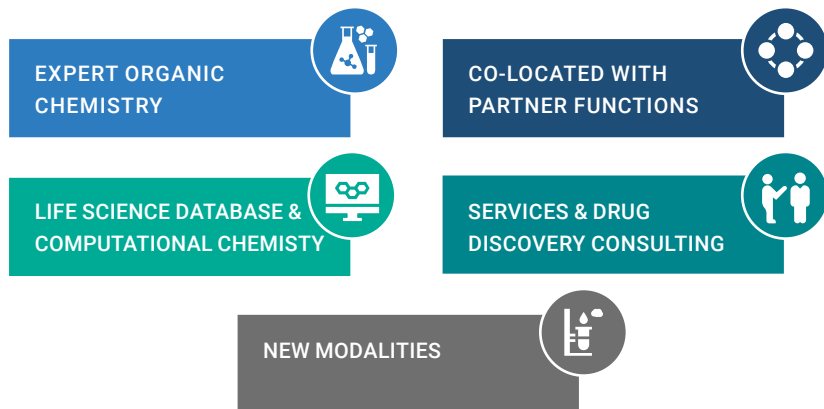 EXPERT ORGANIC
CHEMISTRY
CO-LOCATED WITH
PARTNER FUNCTIONS
LIFE SCIENCE DATABASE &
COMPUTATIONAL CHEMISTY
SERVICES & DRUG
DISCOVERY CONSULTING
NEW MODALITIES